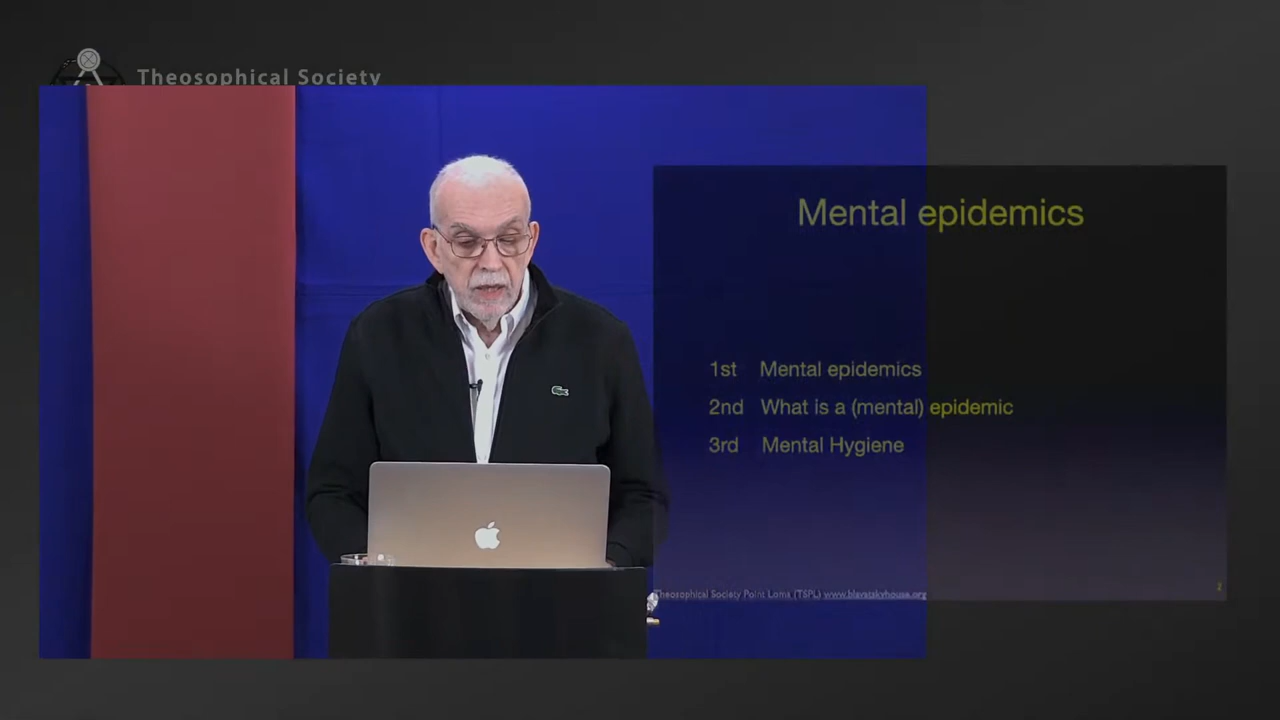 Theosophical Society
Mental epidemics
1st Mental epidemics
2nd What is a (mental) epidemic
3rd Mental Hygiene
Theosophical Society Point Loma (TSPL) www.blavatskyhouse.org
2